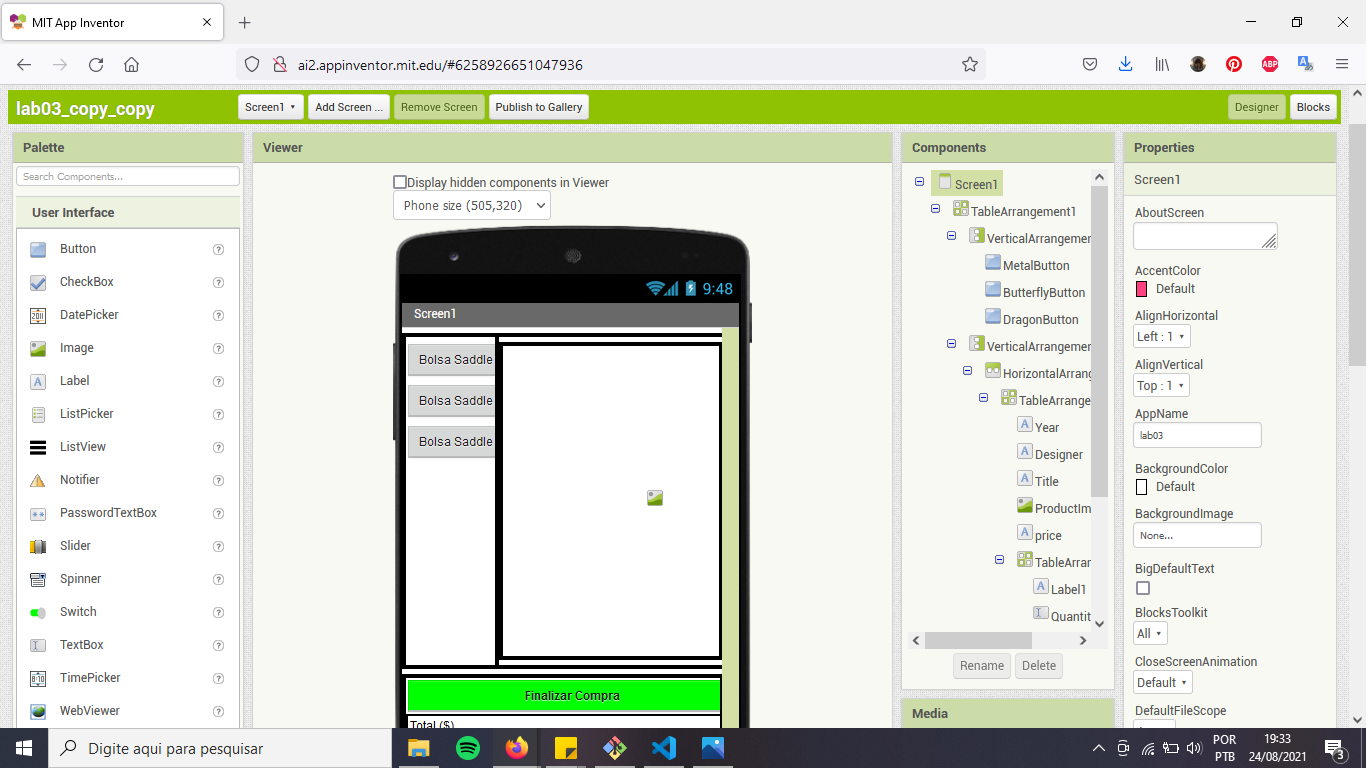 MIT App Inventor
ai2.appinventor.mit.edu/#6258926651047936
ABP
lab03_copy_copy
Screen1
Add Screen ...
Remove Screen
Publish to Gallery
Designer
Blocks
Palette
Search Components...
User Interface
Button
CheckBox
DatePicker
Image
Label
ListPicker
ListView
Notifier
PasswordTextBox
Slider
Spinner
Switch
TextBox
TimePicker
WebViewer
Viewer
Display hidden components in Viewer
Phone size (505,320)
9:48
Screen1
Bolsa Saddle
Bolsa Saddle
Bolsa Saddle
Finalizar Compra
Total ($)
Components
Screen1
TableArrangement1
VerticalArrangemer
MetalButton
ButterflyButton
DragonButton
VerticalArrangemer
HorizontalArrang
TableArrange
Year
Designer
Title
ProductIm
price
TableArrar
Label1
Quantit
Rename
Delete
Media
Properties
Screen1
AboutScreen
AccentColor
Default
AlignHorizontal
Left : 1
AlignVertical
Top : 1
AppName
lab03
BackgroundColor
Default
BackgroundImage
None...
BigDefaultText
BlocksToolkit
All
CloseScreenAnimation
Default
DefaultFileScope
Digite aqui para pesquisar
POR
PTB
19:33
24/08/2021
3